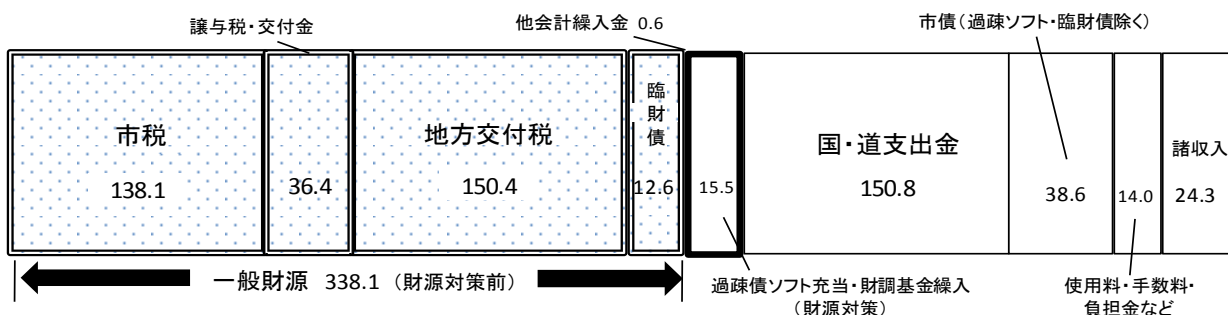 譲与税・交付金
他会計繰入金 0.6
市債（過疎ソフト・臨財債除く）
市税
138.1
36.4
地方交付税
150.4
臨財債
12.6
15.5
国・道支出金
150.8
38.6
14.0
諸収入
24.3
一般財源 338.1（財源対策前）
過疎債ソフト充当・財調基金繰入
（財源対策）
使用料・手数料・
負担金など